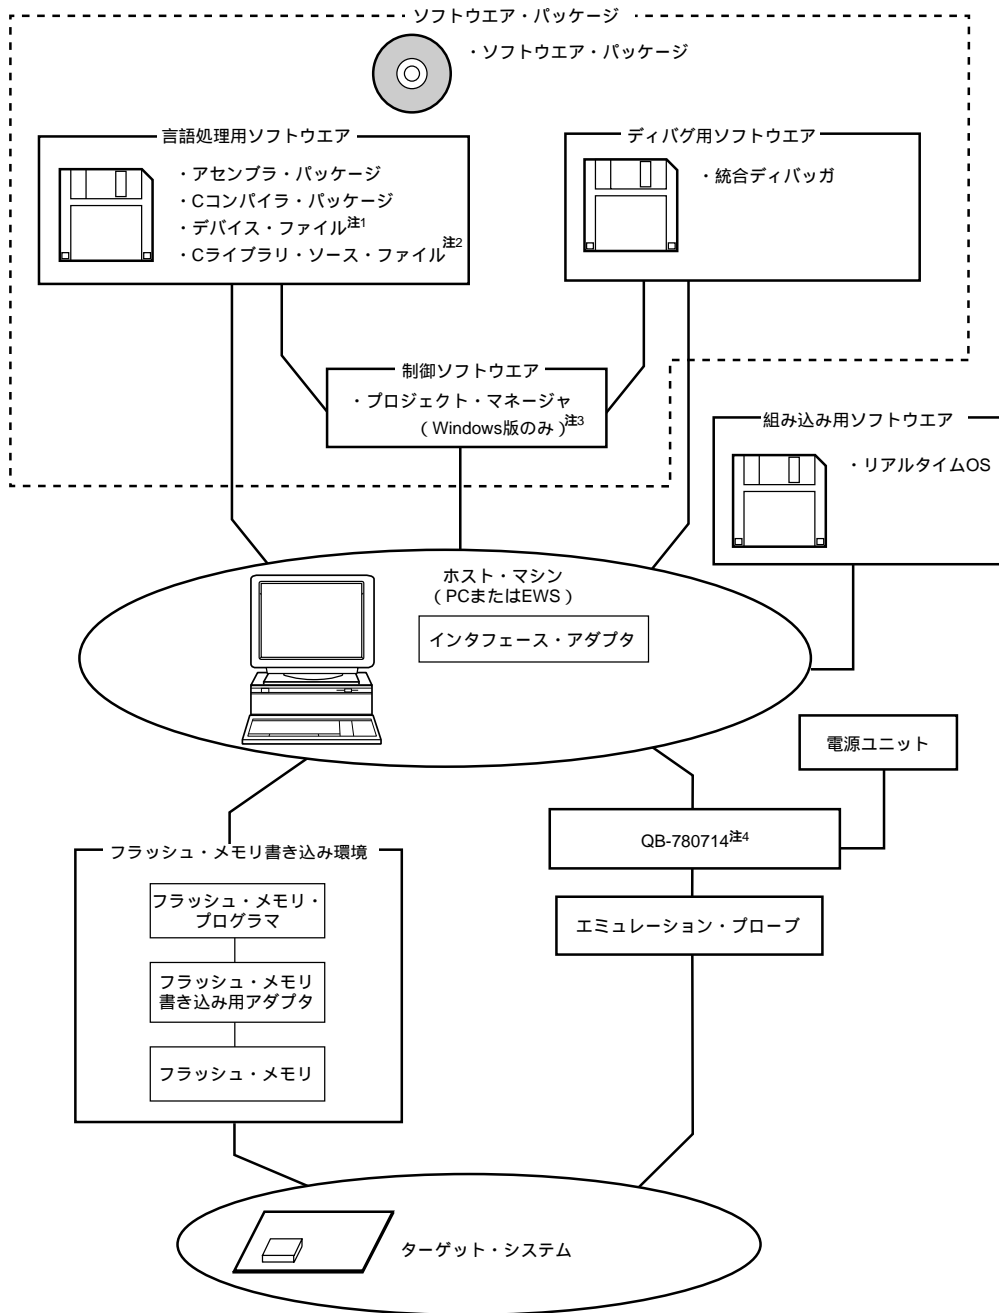 ソフトウエア・パッケージ
・ソフトウエア・パッケージ
言語処理用ソフトウエア
・アセンブラ・パッケージ
・Cコンパイラ・パッケージ
・デバイス・ファイル注1
・Cライブラリ・ソース・ファイル注2
ディバグ用ソフトウエア
・統合ディバッガ
制御ソフトウエア
・プロジェクト・マネージャ
（Windows版のみ）注3
組み込み用ソフトウエア
・リアルタイムOS
ホスト・マシン
（PCまたはEWS）
インタフェース・アダプタ
電源ユニット
QB-780714注4
フラッシュ・メモリ書き込み環境
フラッシュ・メモリ・
プログラマ
エミュレーション・プローブ
フラッシュ・メモリ
書き込み用アダプタ
フラッシュ・メモリ
ターゲット・システム